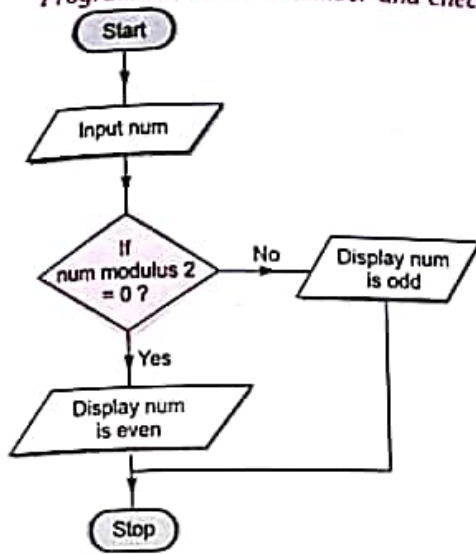 Start
Input num
If
num modulus 2
= 0 ?
No
Display num
is odd
Yes
Display num
is even
Stop